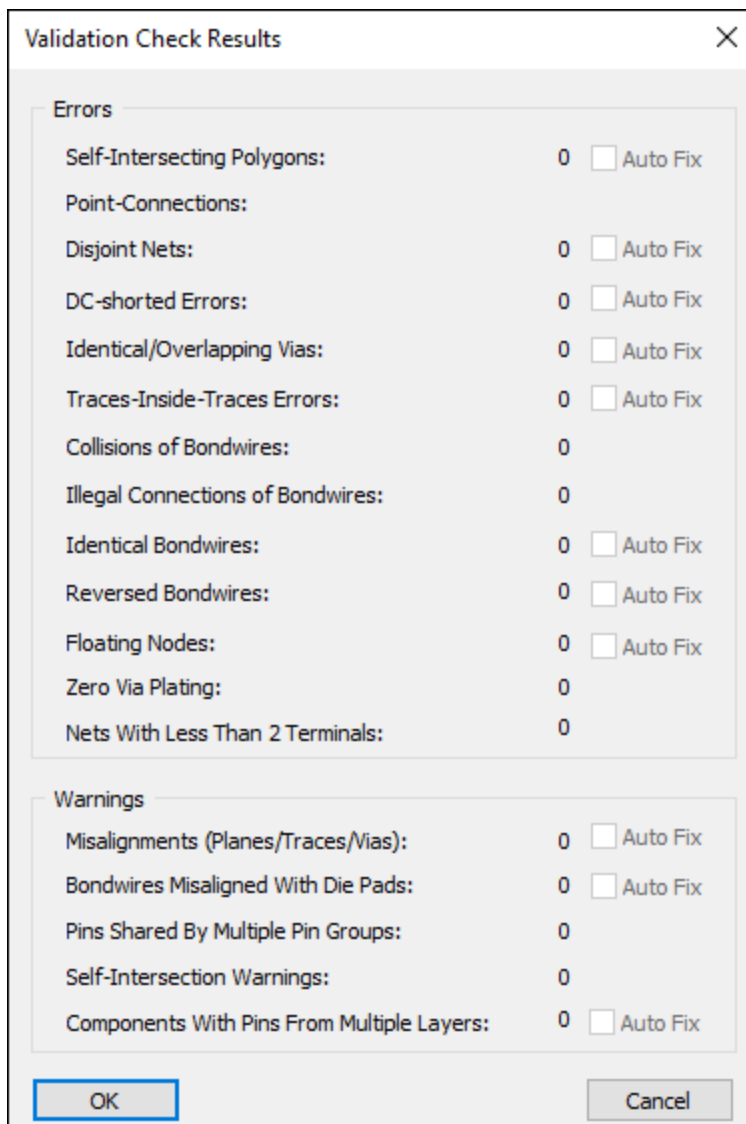 Validation Check Results
Errors
Self-Intersecting Polygons: 0 Auto Fix
Point-Connections:
Disjoint Nets: 0 Auto Fix
DC-shorted Errors: 0 Auto Fix
Identical/Overlapping Vias: 0 Auto Fix
Traces-Inside-Traces Errors: 0 Auto Fix
Collisions of Bondwires: 0
Illegal Connections of Bondwires: 0
Identical Bondwires: 0 Auto Fix
Reversed Bondwires: 0 Auto Fix
Floating Nodes: 0 Auto Fix
Zero Via Plating: 0
Nets With Less Than 2 Terminals: 0
Warnings
Misalignments (Planes/Traces/Vias): 0 Auto Fix
Bondwires Misaligned With Die Pads: 0 Auto Fix
Pins Shared By Multiple Pin Groups: 0
Self-Intersection Warnings: 0
Components With Pins From Multiple Layers: 0 Auto Fix
OK Cancel